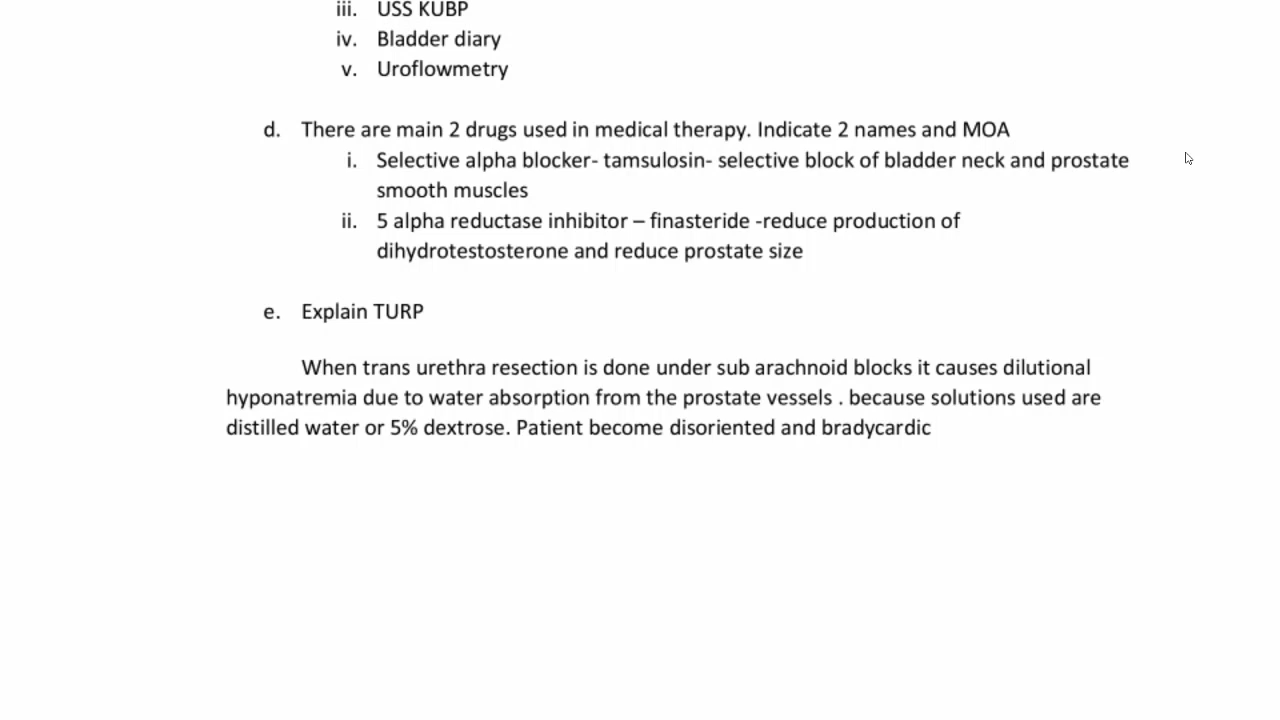 iii. USS KUBP
iv. Bladder diary
v. Uroflowmetry
d. There are main 2 drugs used in medical therapy. Indicate 2 names and MOA
i. Selective alpha blocker- tamsulosin- selective block of bladder neck and prostate
smooth muscles
ii. 5 alpha reductase inhibitor – finasteride -reduce production of
dihydrotestosterone and reduce prostate size
e. Explain TURP
When trans urethra resection is done under sub arachnoid blocks it causes dilutional
hyponatremia due to water absorption from the prostate vessels . because solutions used are
distilled water or 5% dextrose. Patient become disoriented and bradycardic